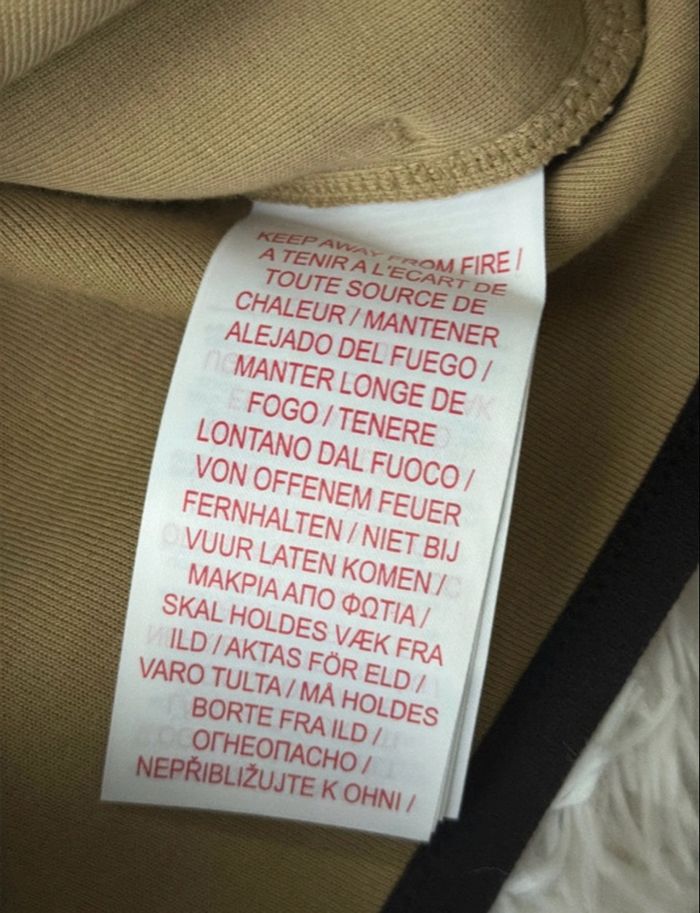 KEEP AWAY FROM FIRE /
A TENIR A L'ECART DE
TOUTE SOURCE DE
CHALEUR / MANTENER
ALEJADO DEL FUEGO /
MANTER LONGE DE
FOGO / TENERE
LONTANO DAL FUOCO /
VON OFFENEM FEUER
FERNHALTEN / NIET BIJ
VUUR LATEN KOMEN /
ΜΑΚΡΙΑ ΑΠΟ ΦΩΤΙΑ /
SKAL HOLDES VÆK FRA
ILD / AKTAS FÖR ELD /
VARO TULTA / MÅ HOLDES
BORTE FRA ILD /
ОГНЕОПАСНО /
NEPŘIBLIŽUJTE K OHNI /